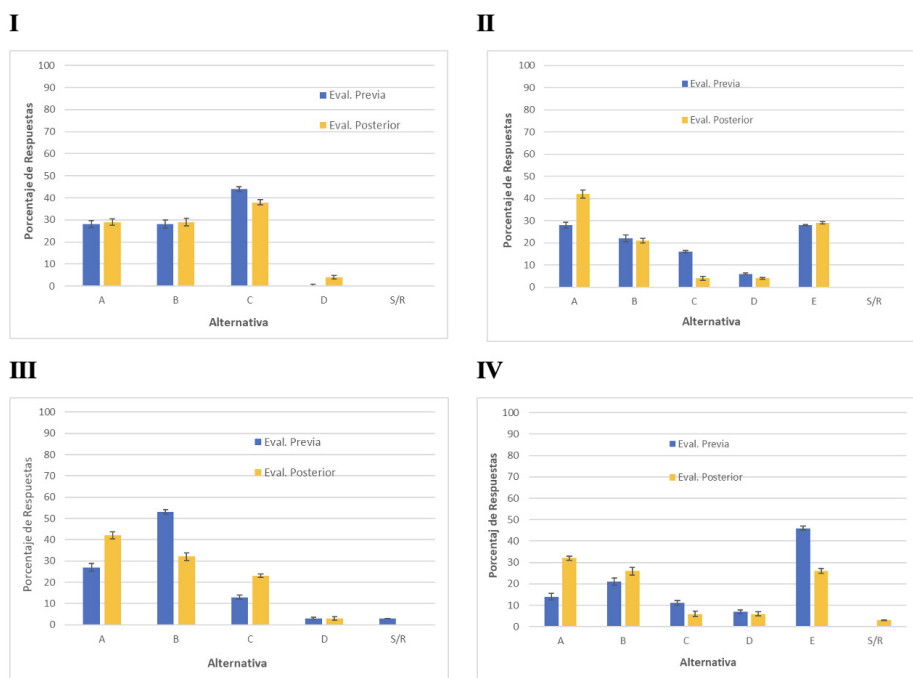 I
100
90
80
70
60
50
40
30
20
10
0
Porcentaje de Respuestas
Eval. Previa
Eval. Posterior
A B C D S/R
Alternativa
II
100
90
80
70
60
50
40
30
20
10
0
Porcentaje de Respuestas
Eval. Previa
Eval. Posterior
A B C D E S/R
Alternativa
III
100
90
80
70
60
50
40
30
20
10
0
Porcentaje de Respuestas
Eval. Previa
Eval. Posterior
A B C D S/R
Alternativa
IV
100
90
80
70
60
50
40
30
20
10
0
Porcentaj de Respuestas
Eval. Previa
Eval. Posterior
A B C D E S/R
Alternativa